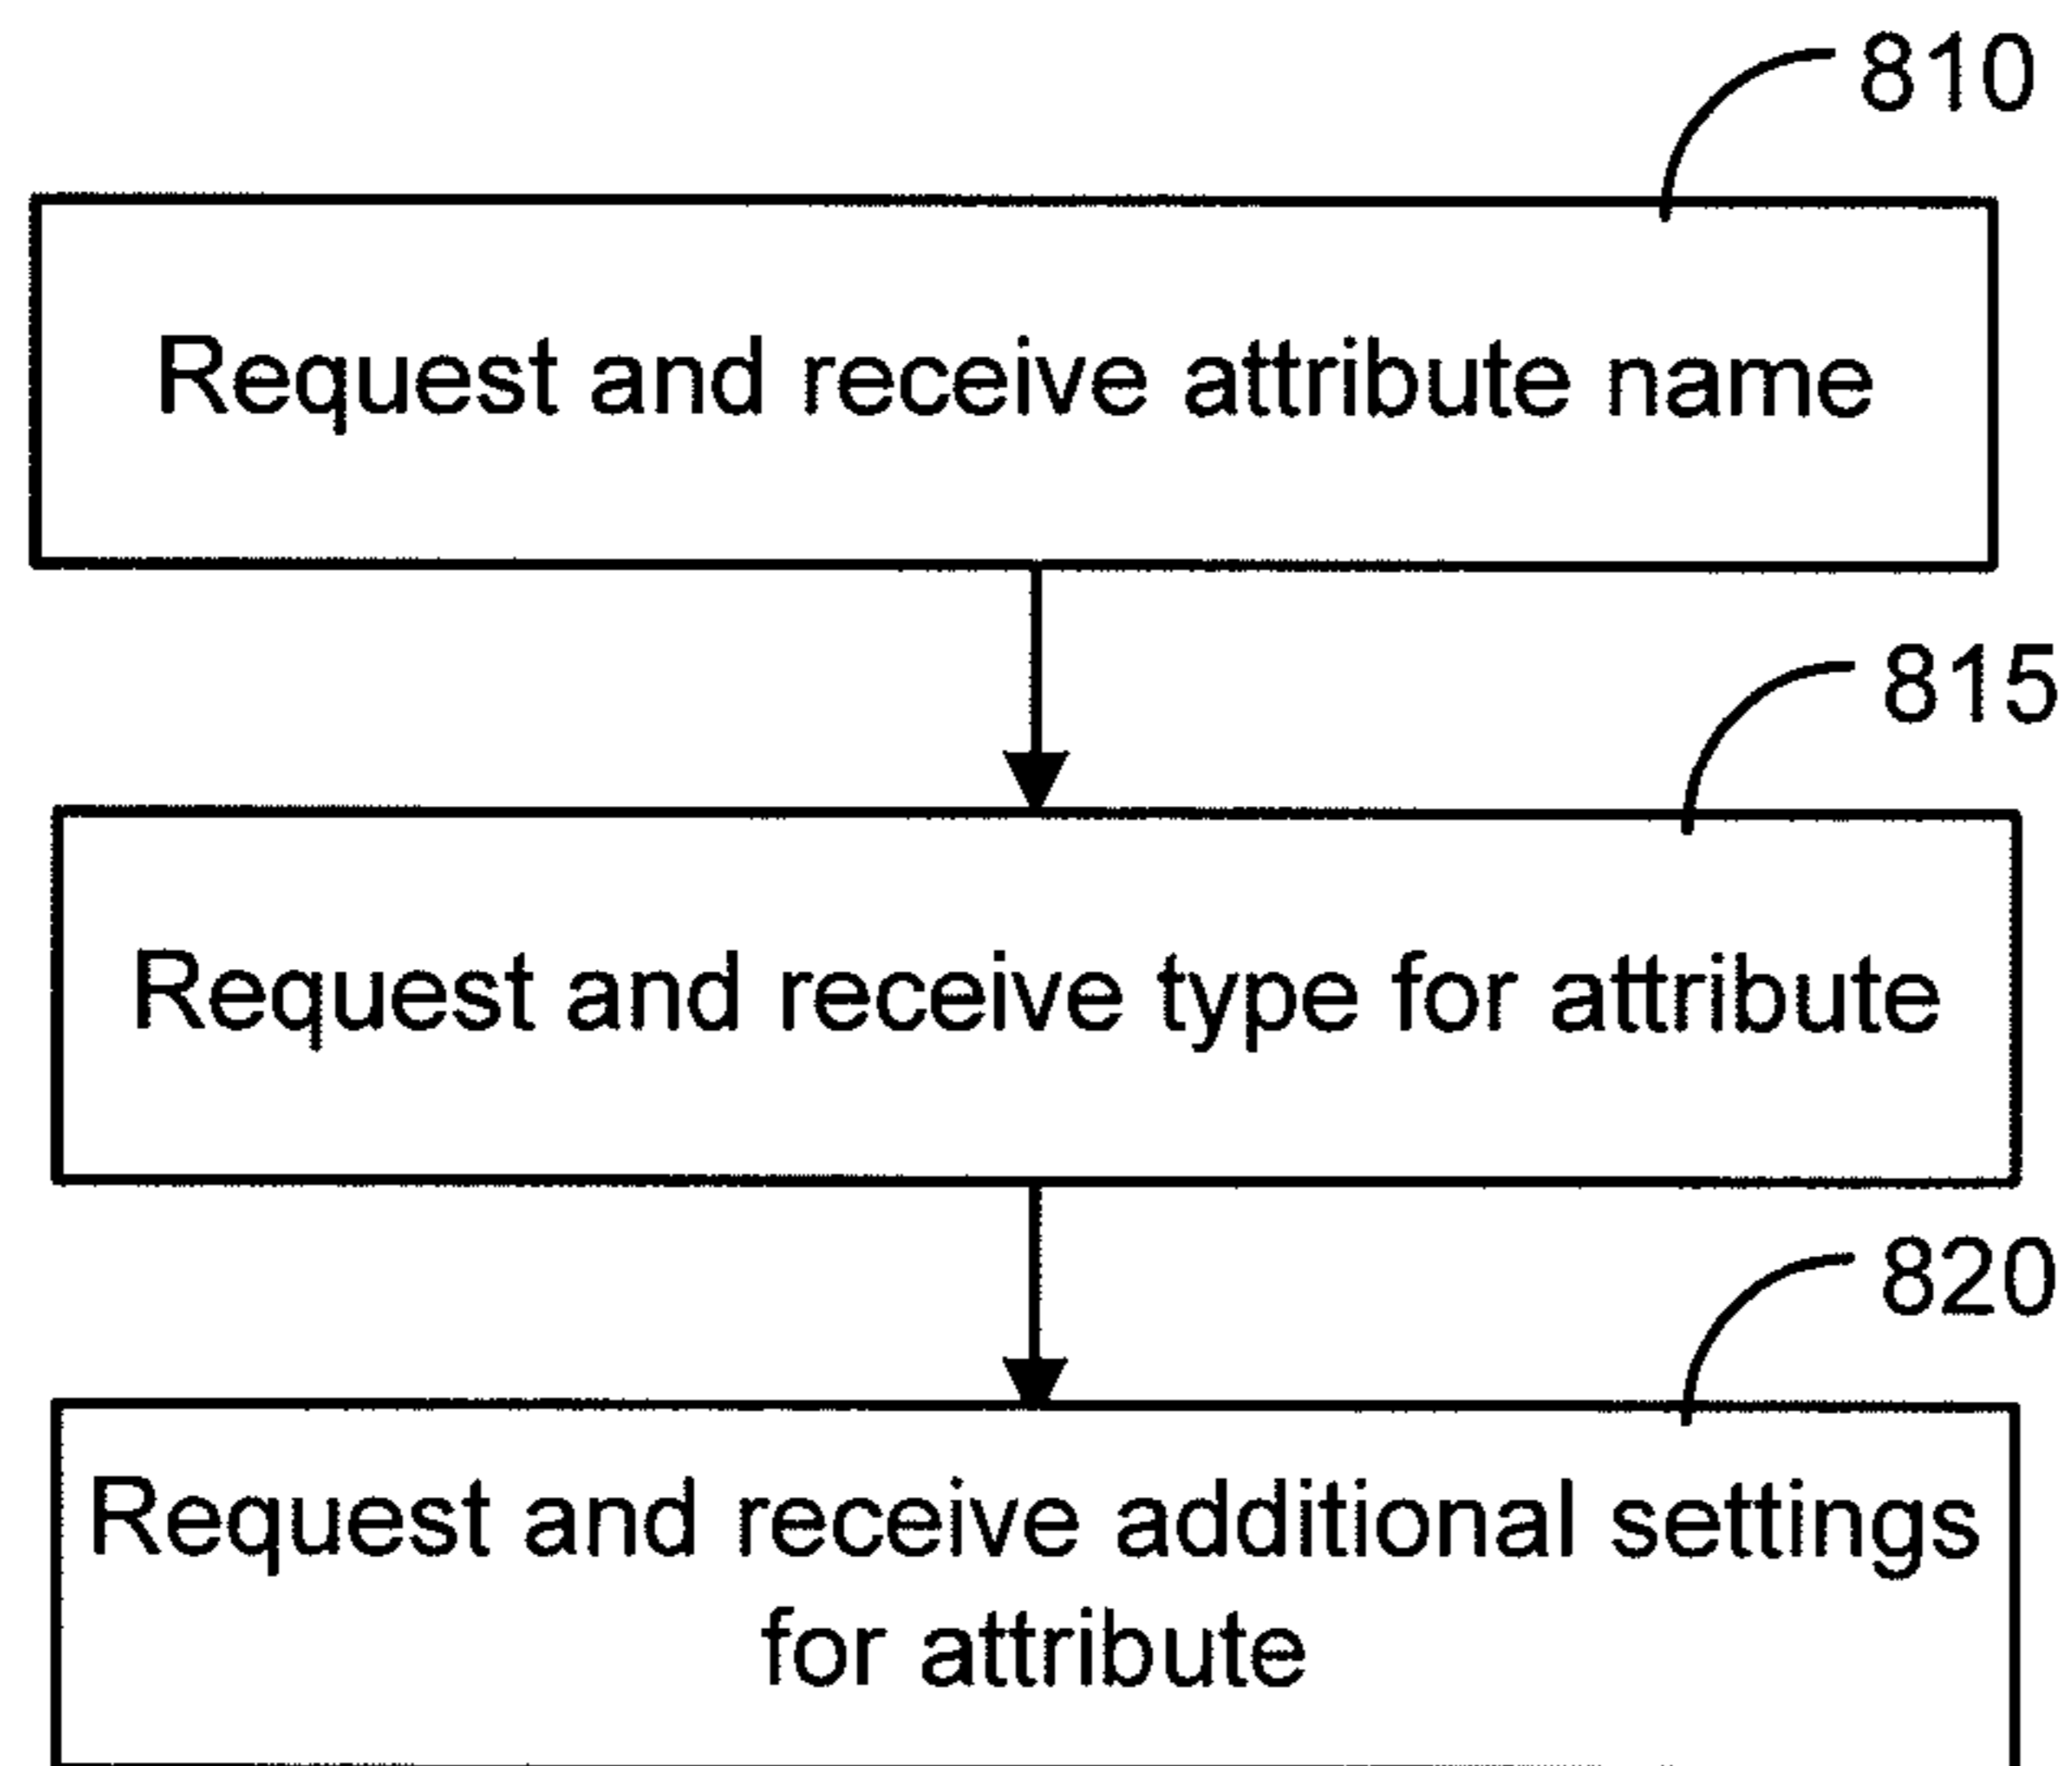 810
Request and receive attribute name
815
Request and receive type for attribute
820
Request and receive additional settings
for attribute